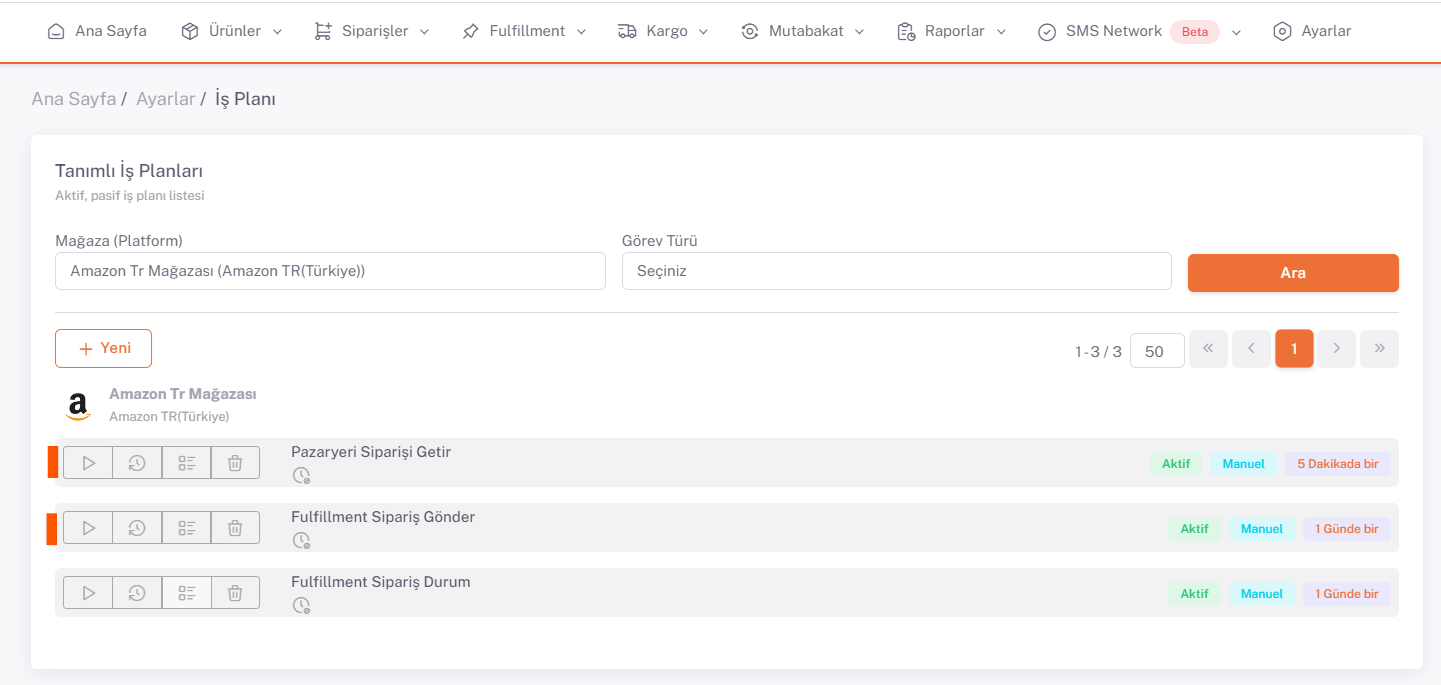 Ana Sayfa Ürünler Siparişler Fulfillment Kargo Mutabakat Raporlar SMS Network Beta Ayarlar
Ana Sayfa / Ayarlar / İş Planı
Tanımlı İş Planları
Aktif, pasif iş planı listesi
Mağaza (Platform) Görev Türü
Amazon Tr Mağazası (Amazon TR(Türkiye)) Seçiniz Ara
+ Yeni 1 - 3 / 3 50 « < 1 > »
a Amazon Tr Mağazası
Amazon TR(Türkiye)
Pazaryeri Siparişi Getir Aktif Manuel 5 Dakikada bir
Fulfillment Sipariş Gönder Aktif Manuel 1 Günde bir
Fulfillment Sipariş Durum Aktif Manuel 1 Günde bir